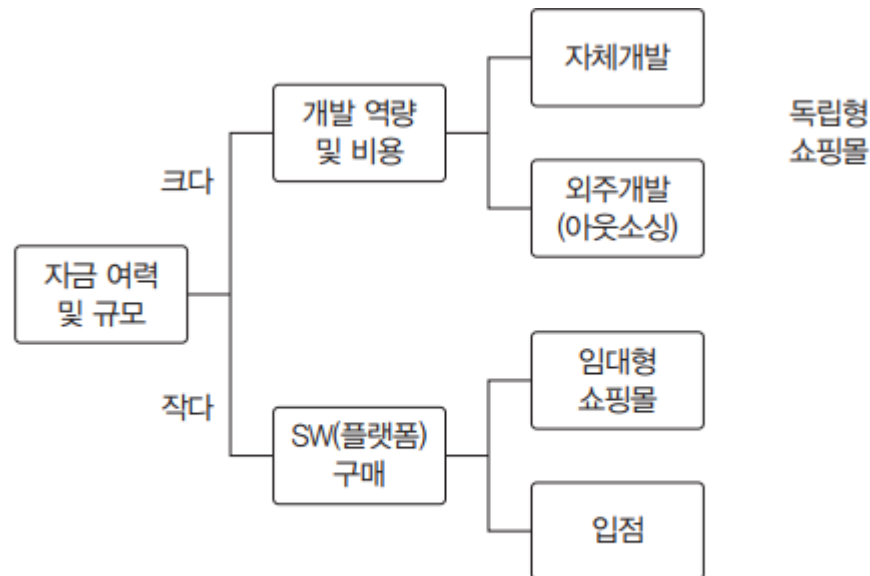 자체개발
개발 역량
및 비용
독립형
쇼핑몰
크다
외주개발
(아웃소싱)
자금 여력
및 규모
임대형
쇼핑몰
작다
SW(플랫폼)
구매
입점